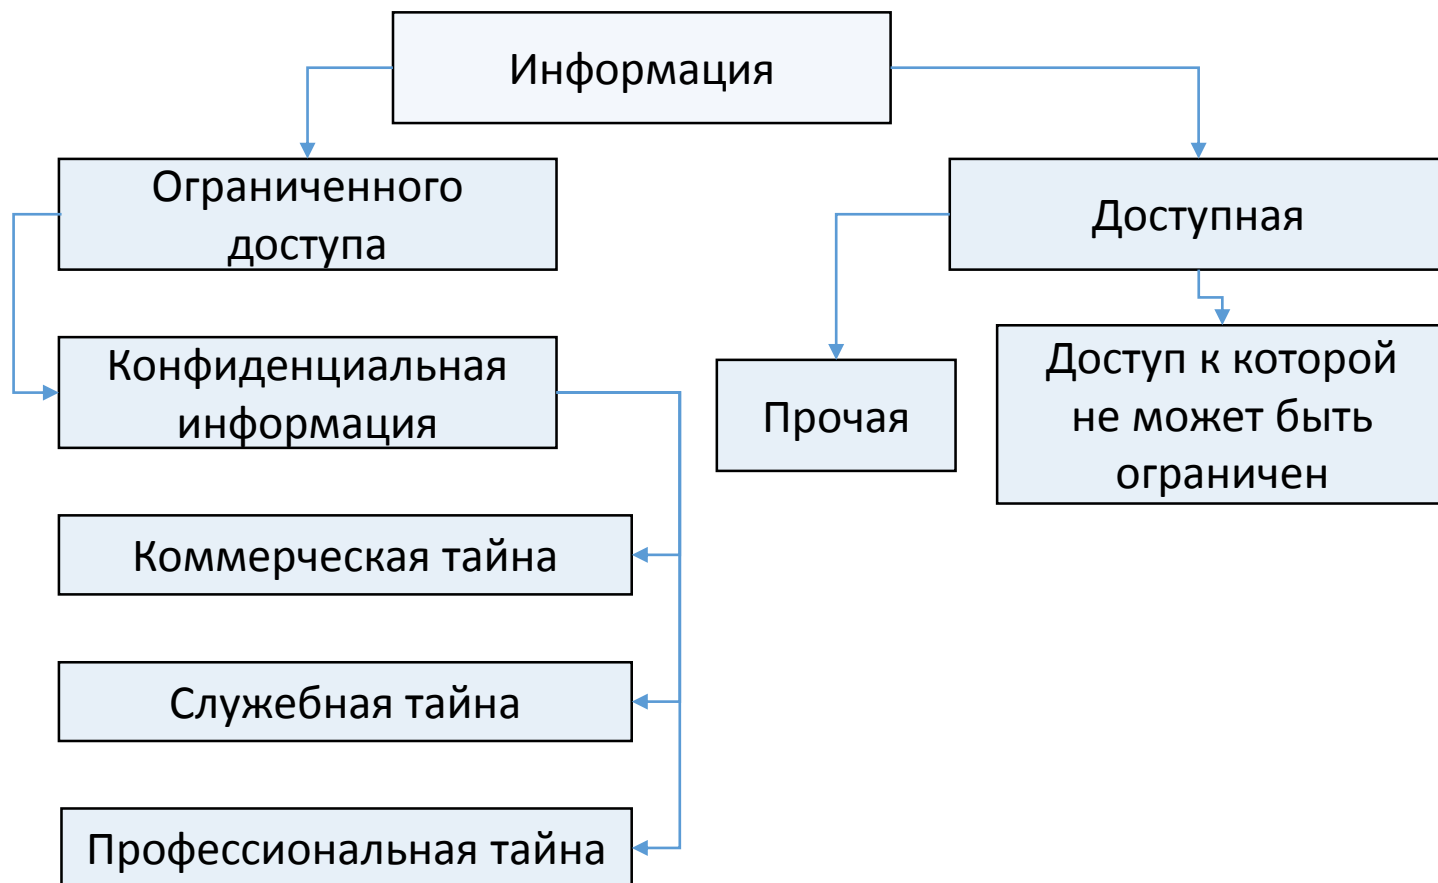 Информация
Ограниченного
доступа
Доступная
Конфиденциальная
информация
Прочая
Доступ к которой
не может быть
ограничен
Коммерческая тайна
Служебная тайна
Профессиональная тайна